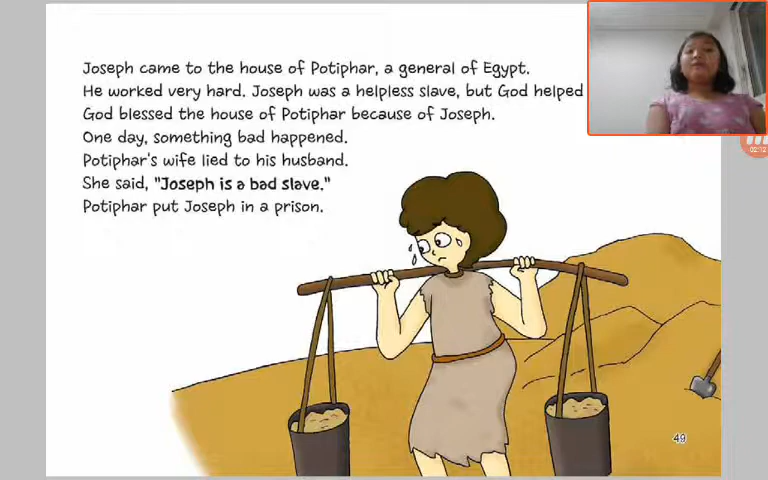 Joseph came to the house of Potiphar, a general of Egypt.
He worked very hard. Joseph was a helpless slave, but God helped
God blessed the house of Potiphar because of Joseph.
One day, something bad happened.
Potiphar's wife lied to his husband.
She said, "Joseph is a bad slave."
Potiphar put Joseph in a prison.
49